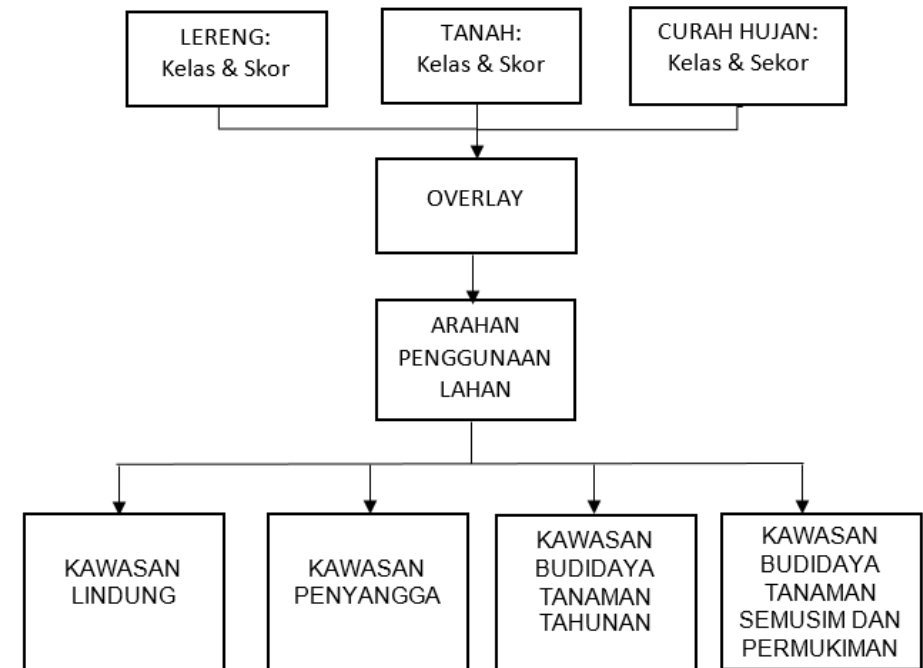 LERENG:
Kelas & Skor
TANAH:
Kelas & Skor
CURAH HUJAN:
Kelas & Sekor
OVERLAY
ARAHAN
PENGGUNAAN
LAHAN
KAWASAN
LINDUNG
KAWASAN
PENYANGGA
KAWASAN
BUDIDAYA
TANAMAN
TAHUNAN
KAWASAN
BUDIDAYA
TANAMAN
SEMUSIM DAN
PERMUKIMAN